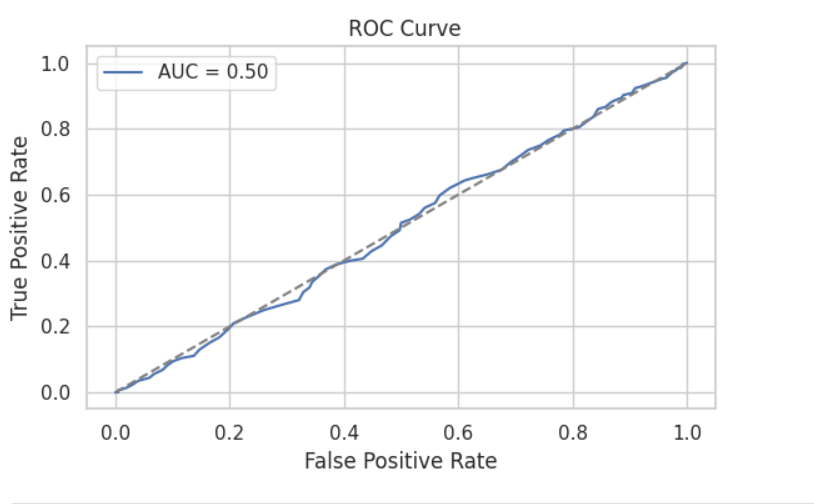 ROC Curve
AUC = 0.50
1.0
0.8
0.6
0.4
0.2
0.0
True Positive Rate
0.0 0.2 0.4 0.6 0.8 1.0
False Positive Rate